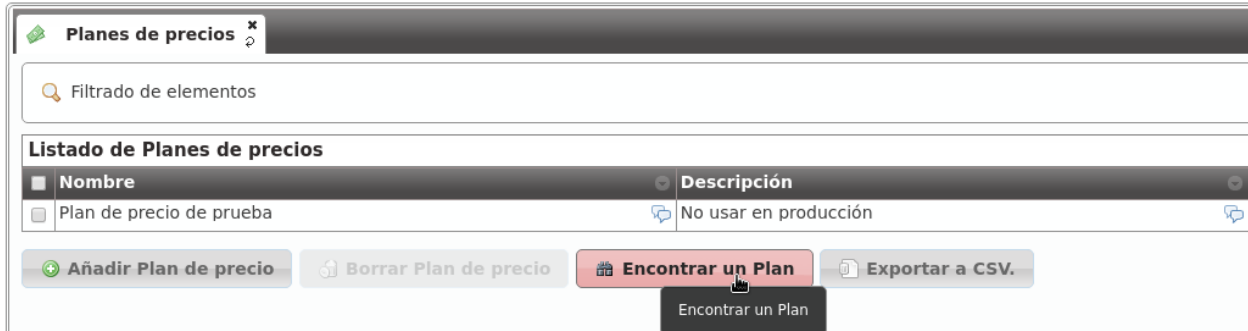 Planes de precios
Filtrado de elementos
Listado de Planes de precios
Nombre Descripción
Plan de precio de prueba No usar en producción
Añadir Plan de precio Borrar Plan de precio Encontrar un Plan Exportar a CSV.
Encontrar un Plan